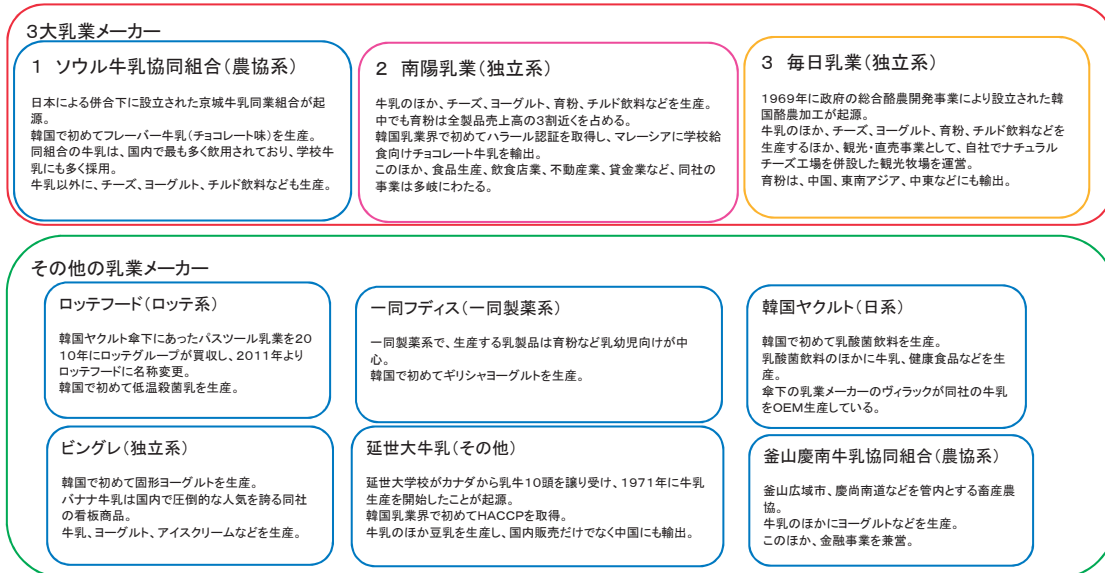 3大乳業メーカー
1 ソウル牛乳協同組合(農協系)
日本による併合下に設立された京城牛乳同業組合が起
源。
韓国で初めてフレーバー牛乳(チョコレート味)を生産。
同組合の牛乳は、国内で最も多く飲用されており、学校牛
乳にも多く採用。
牛乳以外に、チーズ、ヨーグルト、チルド飲料なども生産。
2 南陽乳業(独立系)
牛乳のほか、チーズ、ヨーグルト、育粉、チルド飲料などを生産。
中でも育粉は全製品売上高の3割近くを占める。
韓国乳業界で初めてハラール認証を取得し、マレーシアに学校給
食向けチョコレート牛乳を輸出。
このほか、食品生産、飲食店業、不動産業、貸金業など、同社の
事業は多岐にわたる。
3 毎日乳業(独立系)
1969年に政府の総合酪農開発事業により設立された韓
国酪農加工が起源。
牛乳のほか、チーズ、ヨーグルト、育粉、チルド飲料などを
生産するほか、観光・直売事業として、自社でナチュラル
チーズ工場を併設した観光牧場を運営。
育粉は、中国、東南アジア、中東などにも輸出。
その他の乳業メーカー
ロッテフード(ロッテ系)
韓国ヤクルト傘下にあったパスツール乳業を20
10年にロッテグループが買収し、2011年より
ロッテフードに名称変更。
韓国で初めて低温殺菌乳を生産。
一同フディス(一同製薬系)
一同製薬系で、生産する乳製品は育粉など乳幼児向けが中
心。
韓国で初めてギリシャヨーグルトを生産。
韓国ヤクルト(日系)
韓国で初めて乳酸菌飲料を生産。
乳酸菌飲料のほかに牛乳、健康食品などを生
産。
傘下の乳業メーカーのヴィラックが同社の牛乳
をOEM生産している。
ビングレ(独立系)
韓国で初めて固形ヨーグルトを生産。
バナナ牛乳は国内で圧倒的な人気を誇る同社
の看板商品。
牛乳、ヨーグルト、アイスクリームなどを生産。
延世大牛乳(その他)
延世大学校がカナダから乳牛10頭を譲り受け、1971年に牛乳
生産を開始したことが起源。
韓国乳業界で初めてHACCPを取得。
牛乳のほか豆乳を生産し、国内販売だけでなく中国にも輸出。
釜山慶南牛乳協同組合(農協系)
釜山広域市、慶尚南道などを管内とする畜産農
協。
牛乳のほかにヨーグルトなどを生産。
このほか、金融事業を兼営。